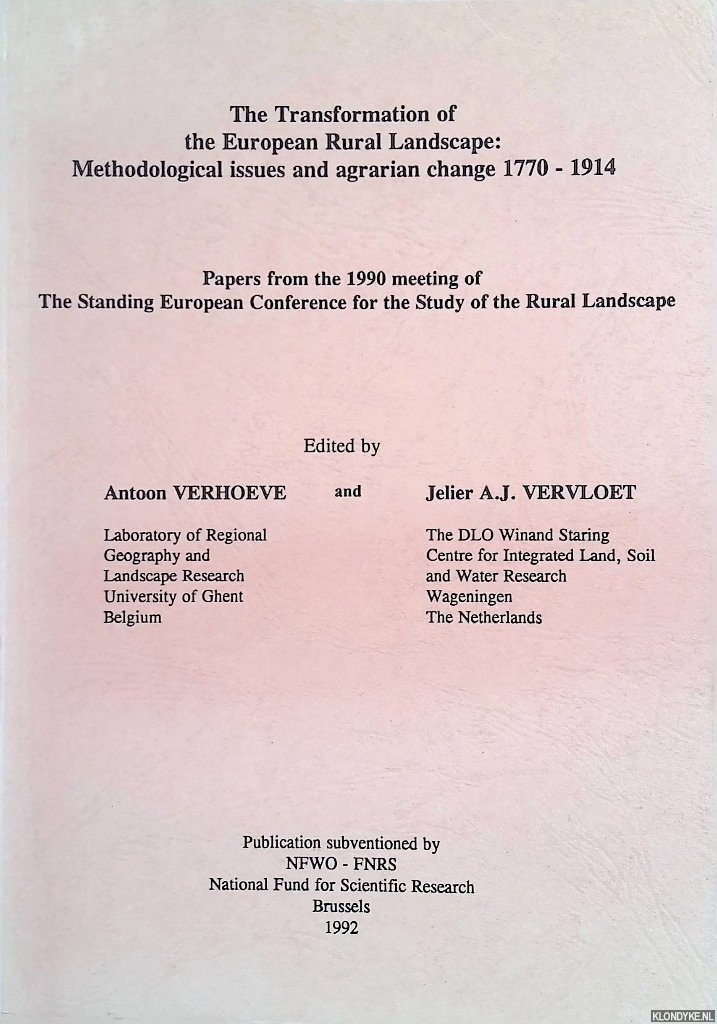 The Transformation of
the European Rural Landscape:
Methodological issues and agrarian change 1770 - 1914
Papers from the 1990 meeting of
The Standing European Conference for the Study of the Rural Landscape
Edited by
Antoon VERHOEVE and Jelier A.J. VERVLOET
Laboratory of Regional
Geography and
Landscape Research
University of Ghent
Belgium
The DLO Winand Staring
Centre for Integrated Land, Soil
and Water Research
Wageningen
The Netherlands
Publication subventioned by
NFWO - FNRS
National Fund for Scientific Research
Brussels
1992
KLONDYKE.NL